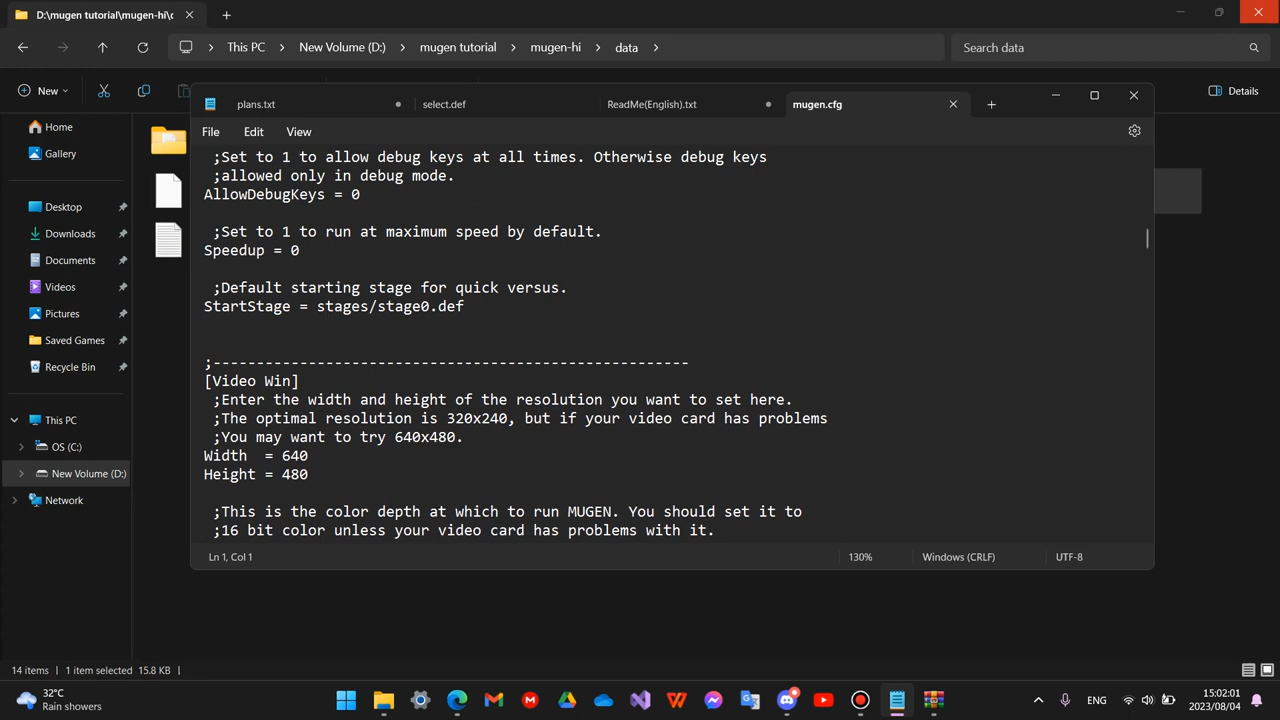 D:\mugen tutorial\mugen-hi\d
This PC > New Volume (D:) > mugen tutorial > mugen-hi > data >
Search data
New
Details
Home
Gallery
Desktop
Downloads
Documents
Videos
Pictures
Saved Games
Recycle Bin
This PC
OS (C:)
New Volume (D:)
Network
plans.txt
select.def
ReadMe(English).txt
mugen.cfg
File
Edit
View
;Set to 1 to allow debug keys at all times. Otherwise debug keys
;allowed only in debug mode.
AllowDebugKeys = 0
;Set to 1 to run at maximum speed by default.
Speedup = 0
;Default starting stage for quick versus.
StartStage = stages/stage0.def
;-------------------------------------------------------
[Video Win]
;Enter the width and height of the resolution you want to set here.
;The optimal resolution is 320x240, but if your video card has problems
;You may want to try 640x480.
Width  = 640
Height = 480
;This is the color depth at which to run MUGEN. You should set it to
;16 bit color unless your video card has problems with it.
Ln 1, Col 1
130%
Windows (CRLF)
UTF-8
14 items
1 item selected 15.8 KB
32°C
Rain showers
ENG
15:02:01
2023/08/04